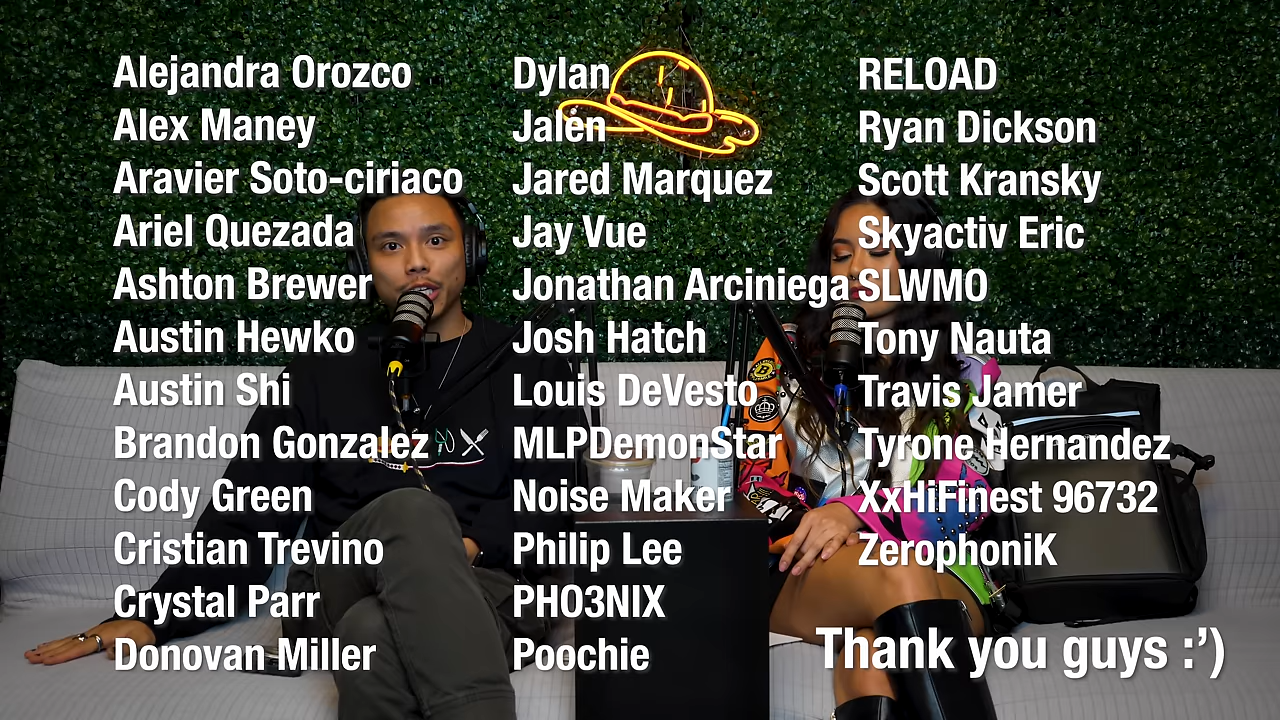 Alejandra Orozco
Alex Maney
Aravier Soto-ciriaco
Ariel Quezada
Ashton Brewer
Austin Hewko
Austin Shi
Brandon Gonzalez
Cody Green
Cristian Trevino
Crystal Parr
Donovan Miller
Dylan
Jalen
Jared Marquez
Jay Vue
Jonathan Arciniega
Josh Hatch
Louis DeVesto
MLPDemonStar
Noise Maker
Philip Lee
PHO3NIX
Poochie
RELOAD
Ryan Dickson
Scott Kransky
Skyactiv Eric
SLWMO
Tony Nauta
Travis Jamer
Tyrone Hernandez
XxHiFinest 96732
ZerophoniK
Thank you guys :’)